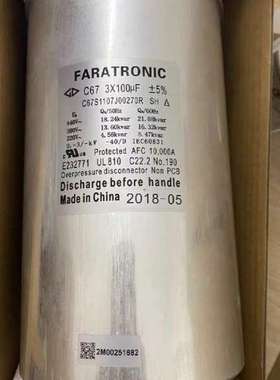 FARATRONIC
C67 3X100μF ±5%
C67S1107J09270R SH Δ
Qₙ/50Hz Qₙ/60Hz
18.24kvar 21.88kvar
13.60kvar 16.32kvar
4.56kvar 5.47kvar
-40/D IEC60831
Protected AFC 10,000A
E232771 UL810 C22.2 No.190
Overpressure disconnector Non PCB
Discharge before handle
Made in China 2018-05
2M00251682